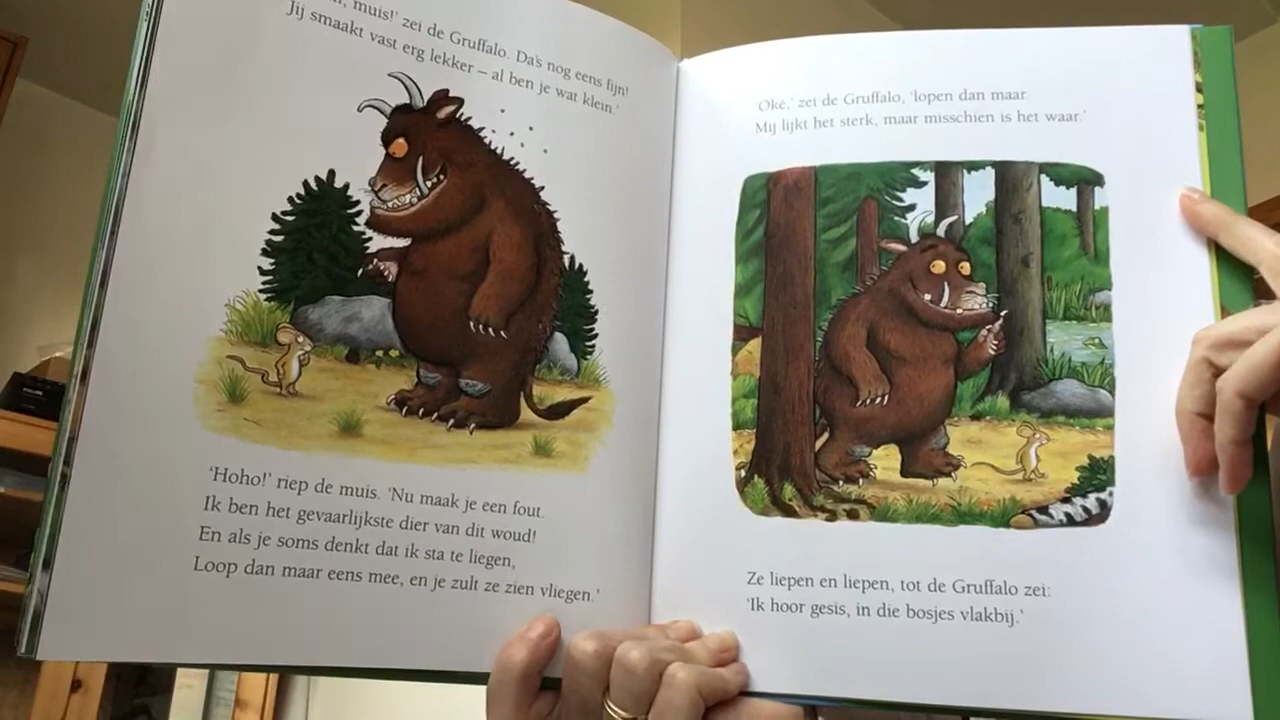 muis!' zei de Gruffalo. Da's nog eens fijn!
Jij smaakt vast erg lekker – al ben je wat klein.'
'Hoho!' riep de muis. 'Nu maak je een fout.
Ik ben het gevaarlijkste dier van dit woud!
En als je soms denkt dat ik sta te liegen,
Loop dan maar eens mee, en je zult ze zien vliegen.'
'Oké,' zei de Gruffalo, 'lopen dan maar.
Mij lijkt het sterk, maar misschien is het waar.'
Ze liepen en liepen, tot de Gruffalo zei:
'Ik hoor gesis, in die bosjes vlakbij.'